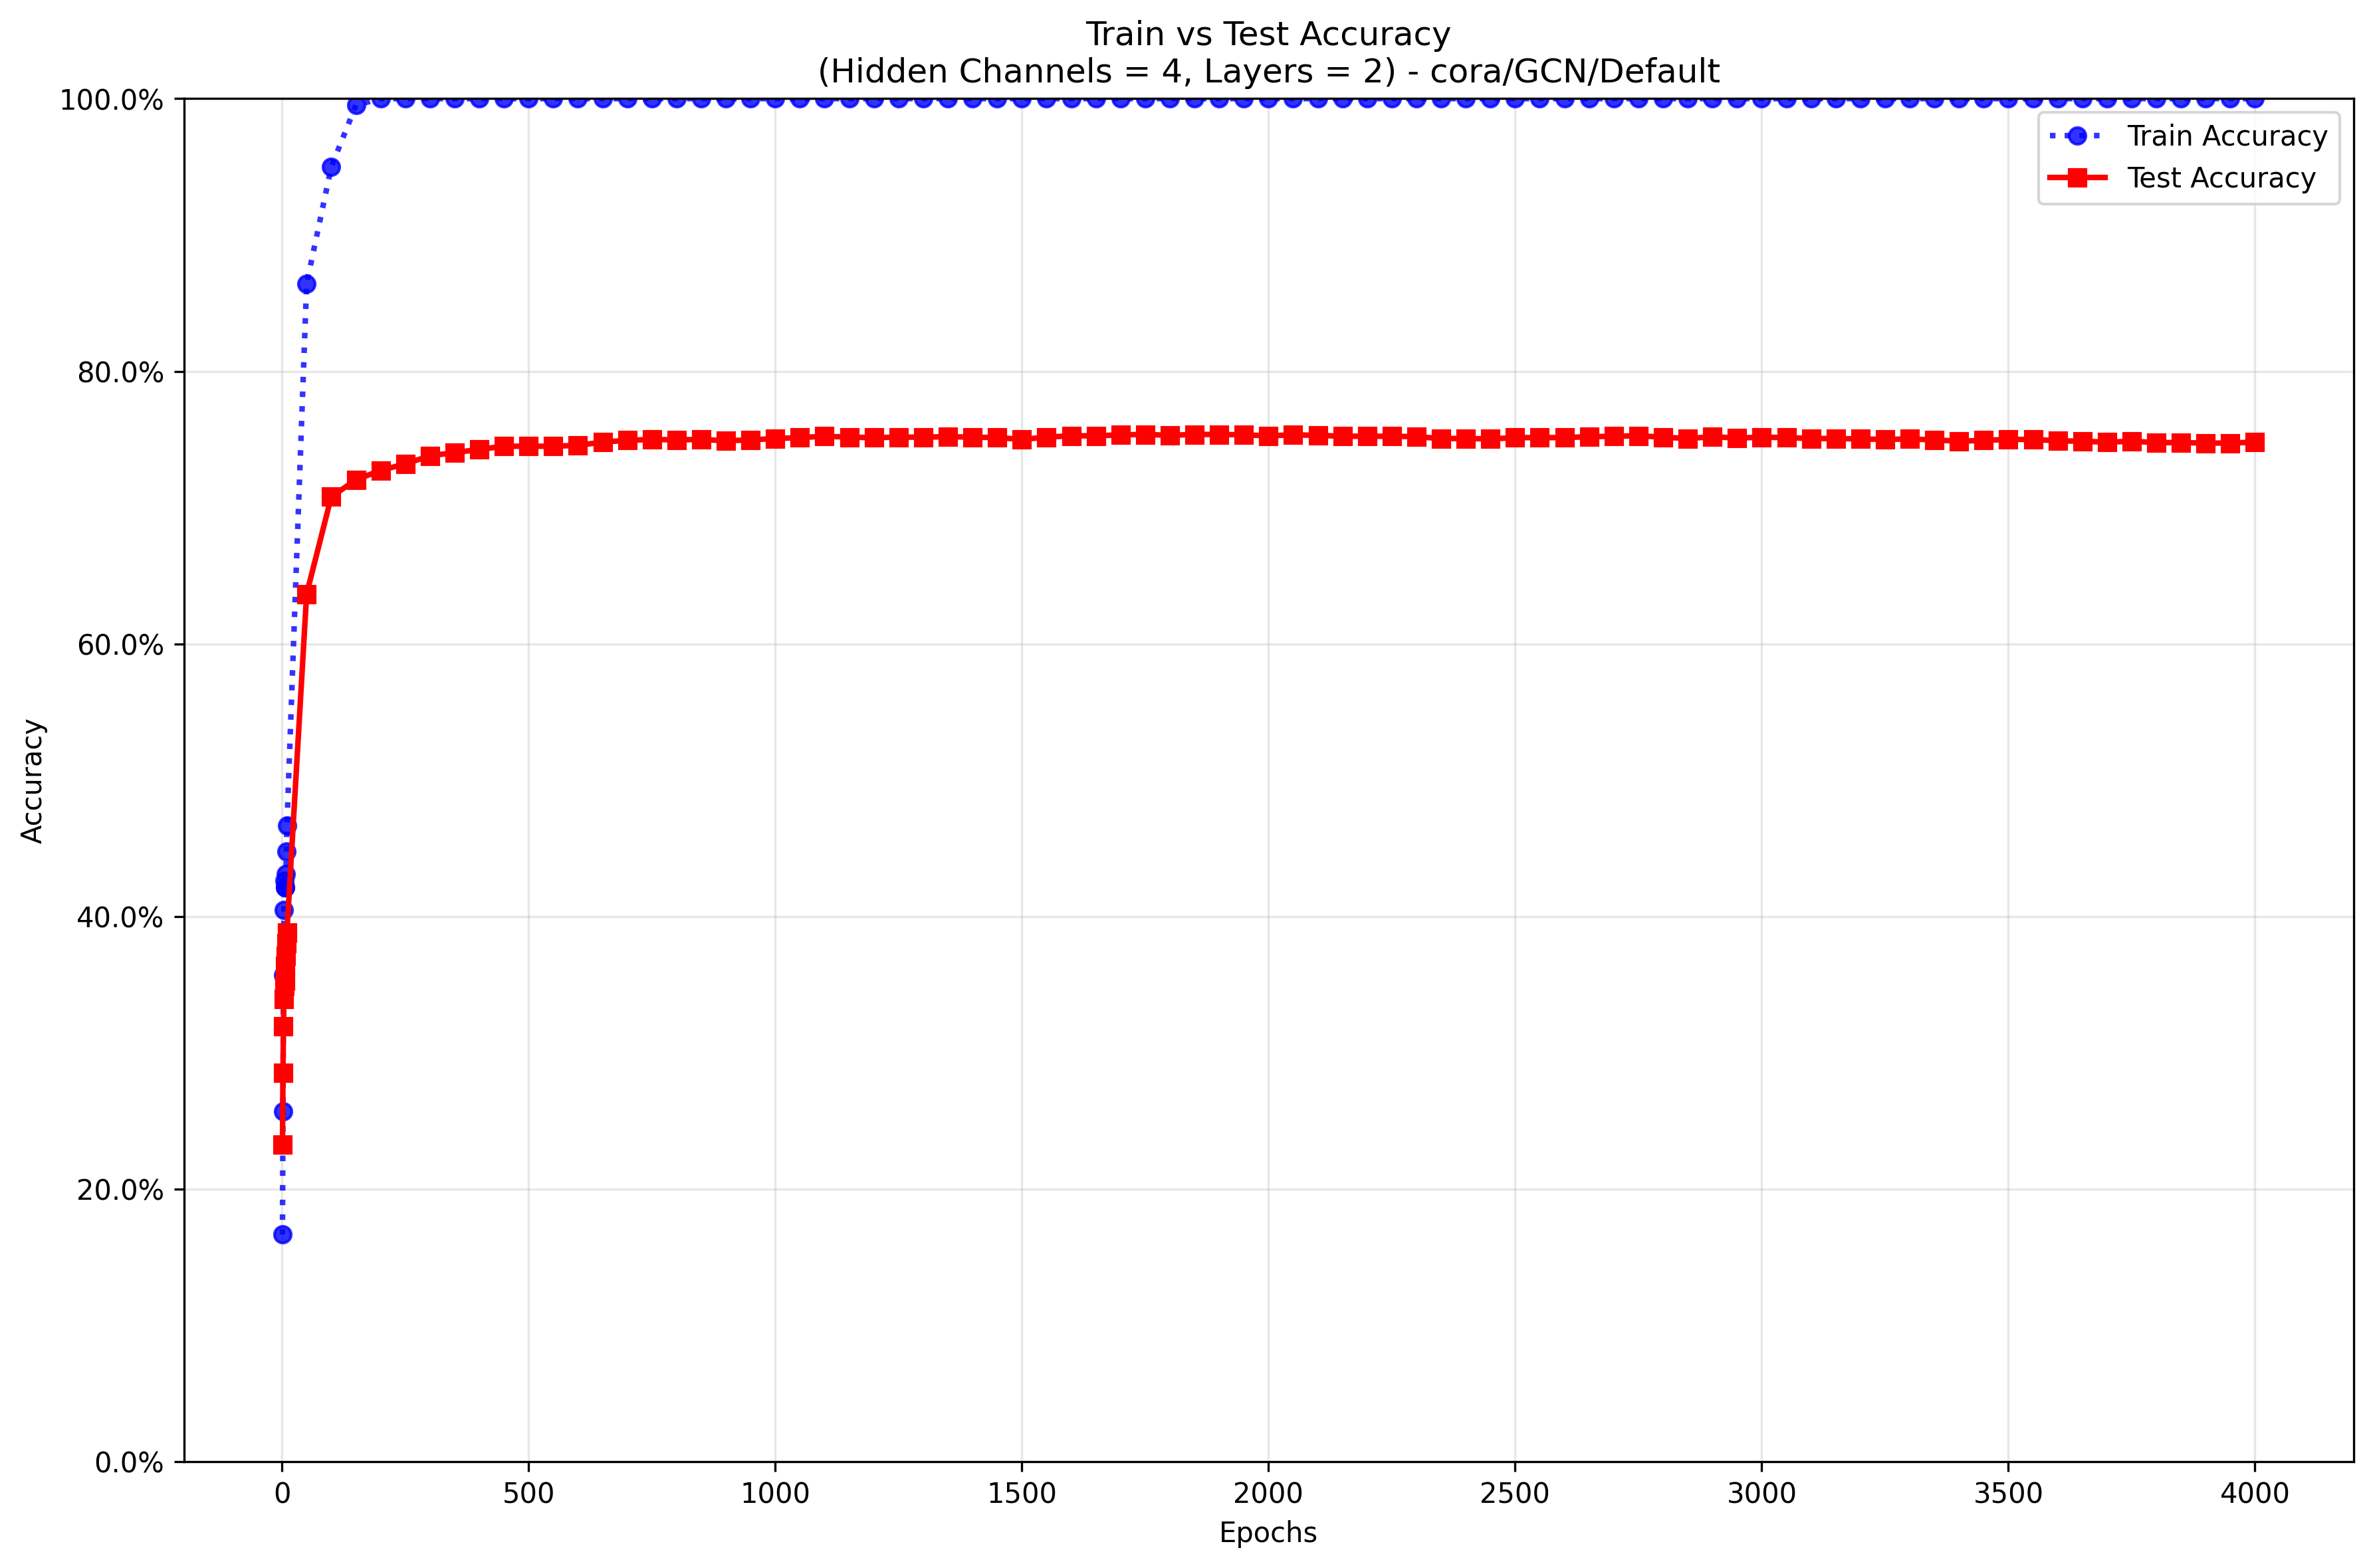 Train vs Test Accuracy
(Hidden Channels = 4, Layers = 2) - cora/GCN/Default
100.0%
80.0%
60.0%
40.0%
20.0%
0.0%
Accuracy
Train Accuracy
Test Accuracy
0 500 1000 1500 2000 2500 3000 3500 4000
Epochs